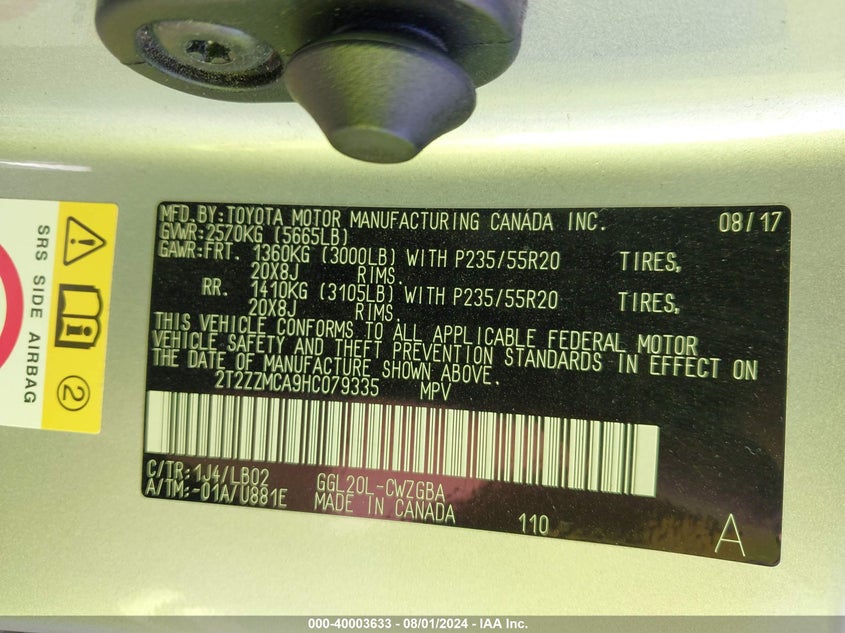 MFD. BY: TOYOTA MOTOR MANUFACTURING CANADA INC. 08/17
GVWR: 2570KG (5665LB)
GAWR: FRT. 1360KG (3000LB) WITH P235/55R20 TIRES,
20X8J RIMS.
RR. 1410KG (3105LB) WITH P235/55R20 TIRES,
20X8J RIMS.
THIS VEHICLE CONFORMS TO ALL APPLICABLE FEDERAL MOTOR
VEHICLE SAFETY AND THEFT PREVENTION STANDARDS IN EFFECT ON
THE DATE OF MANUFACTURE SHOWN ABOVE.
2T2ZZMCA9HC079335 MPV
C/TR: 1J4/LB02 GGL20L-CWZGBA
A/TM: -01A/U881E MADE IN CANADA
110 A
SRS SIDE AIRBAG
2
000-40003633 - 08/01/2024 - IAA Inc.